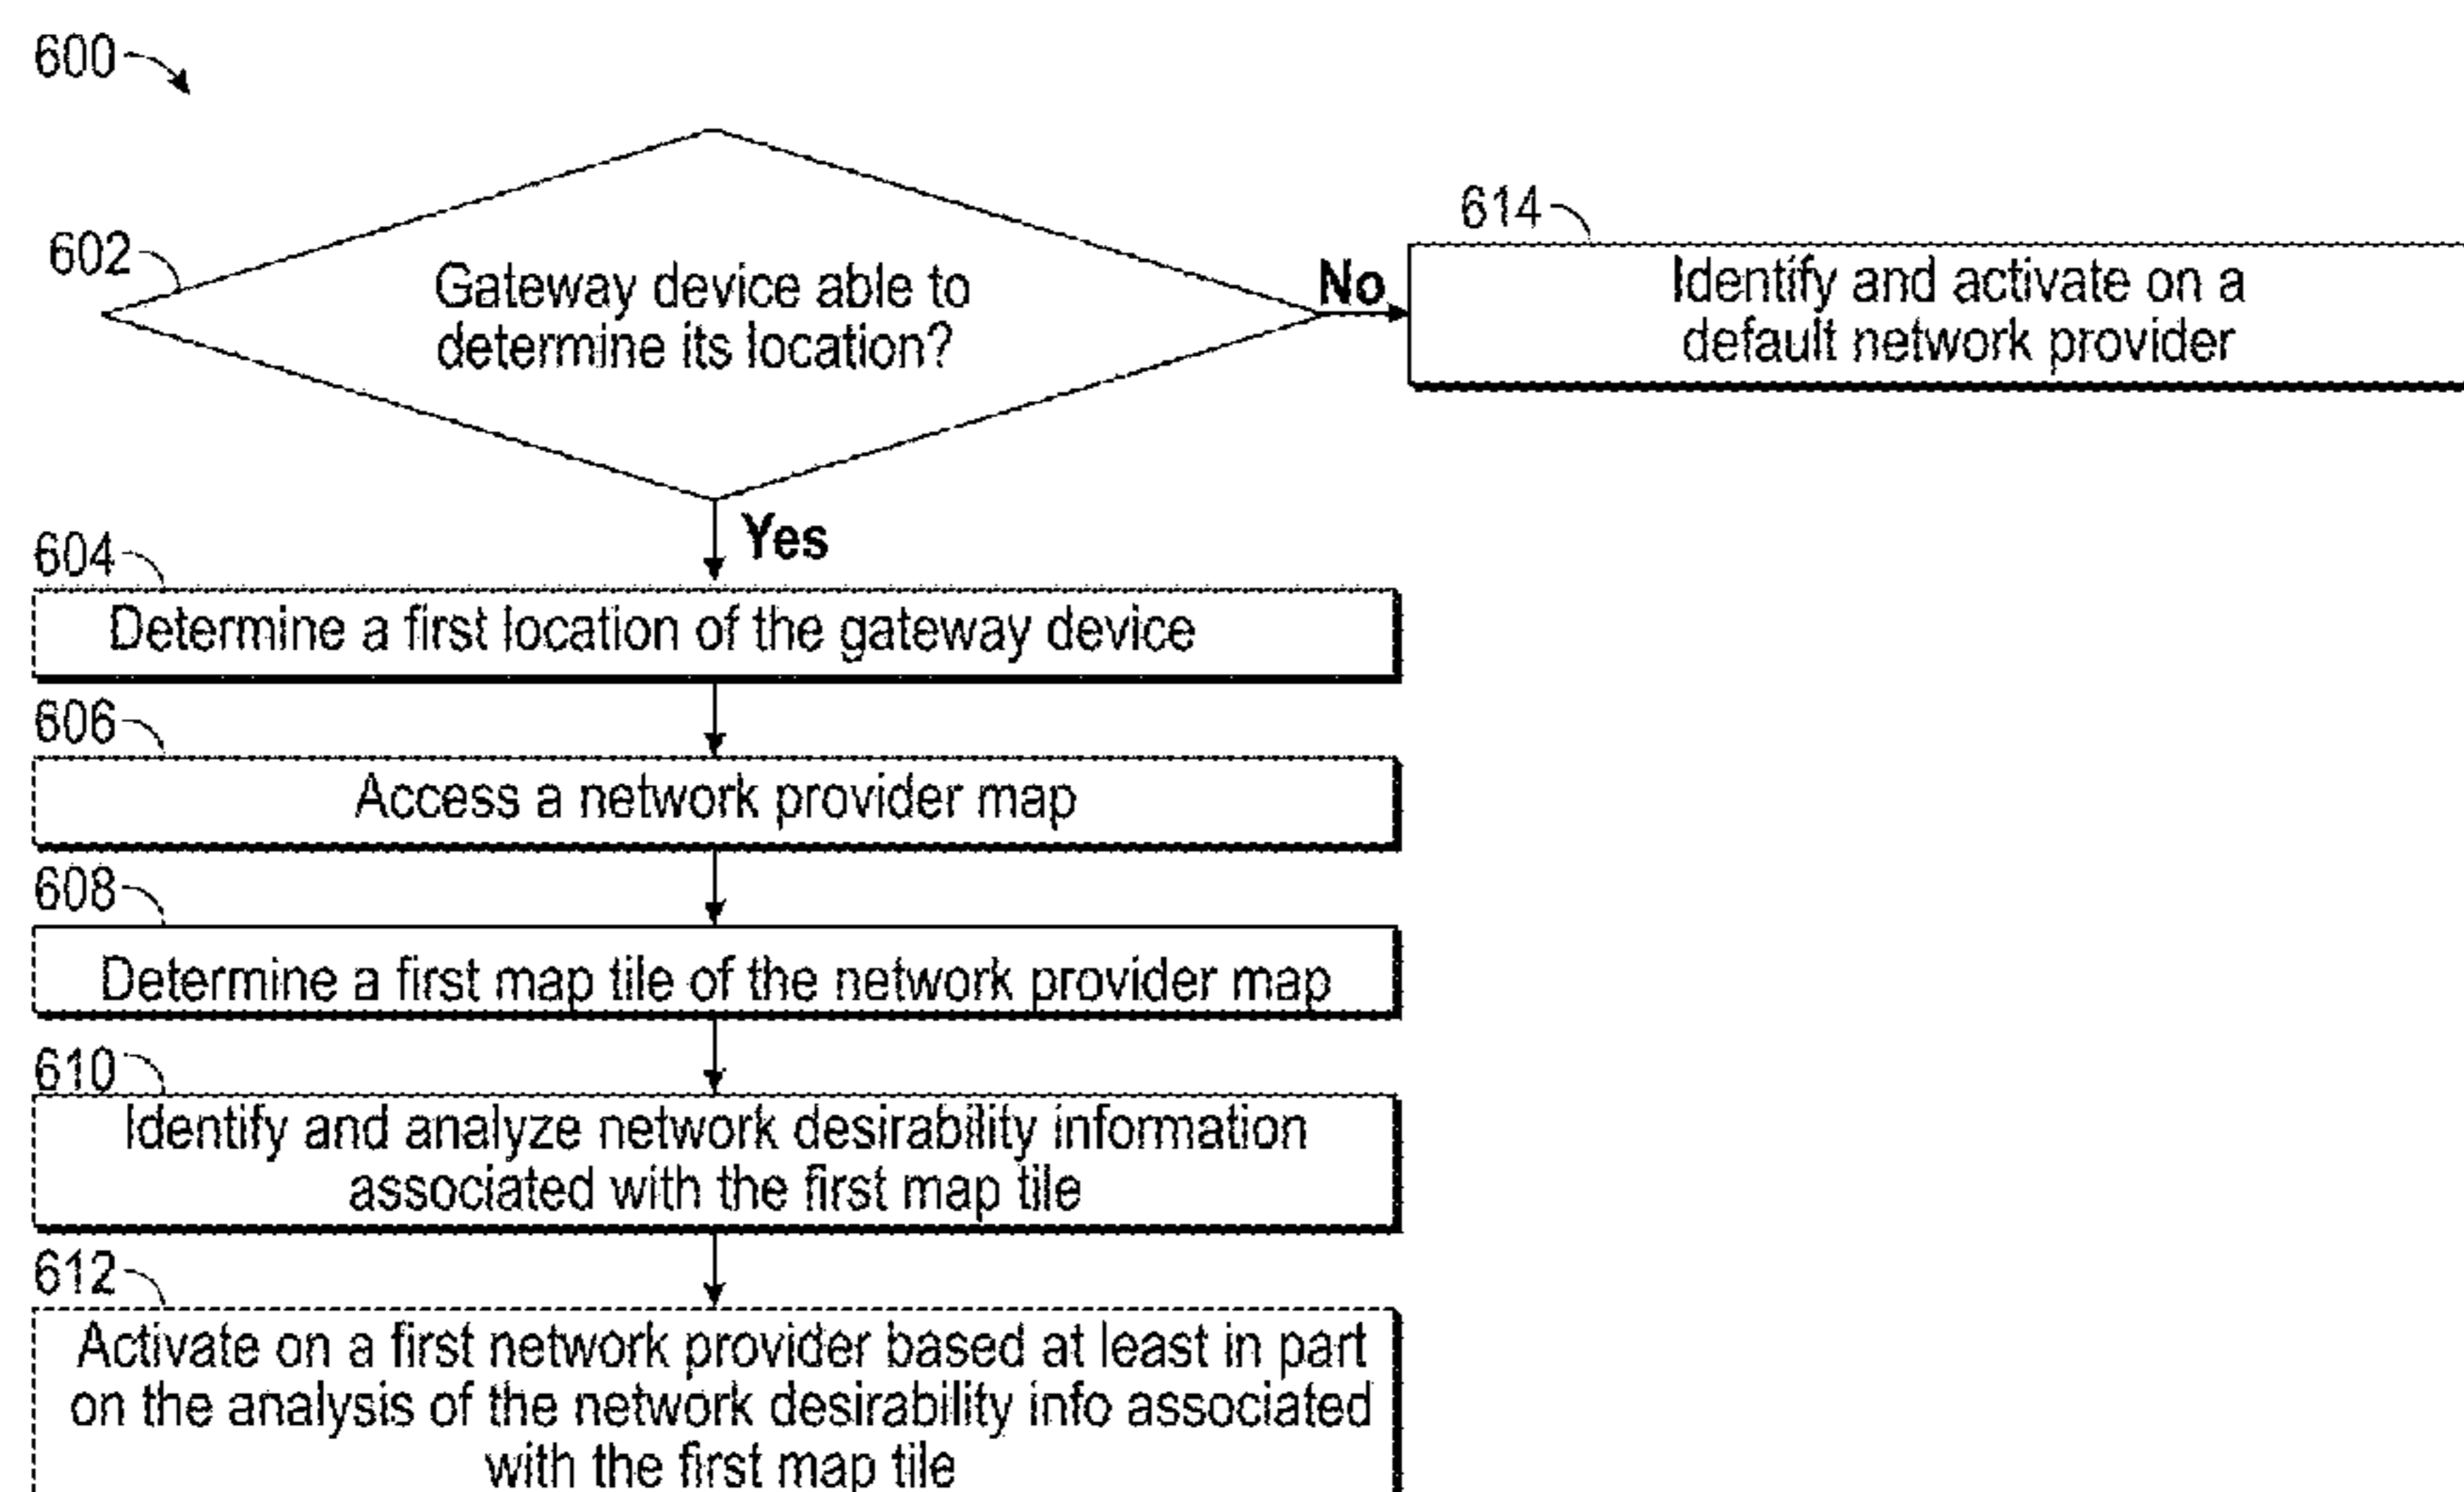 600
602
Gateway device able to
determine its location?
No
614
Identify and activate on a
default network provider
Yes
604
Determine a first location of the gateway device
606
Access a network provider map
608
Determine a first map tile of the network provider map
610
Identify and analyze network desirability information
associated with the first map tile
612
Activate on a first network provider based at least in part
on the analysis of the network desirability info associated
with the first map tile